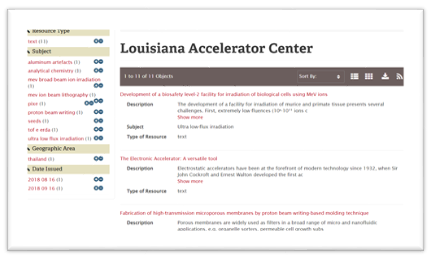 Resource Type
text (11)
Subject
aluminum artefacts (1)
analytical chemistry (1)
mev broad beam ion irradiation
(1)
mev ion beam lithography (1)
pixe (1)
proton beam writing (1)
seeds (1)
tof e erda (1)
ultra low flux irradiation (1)
Geographic Area
thailand (1)
Date Issued
2018 08 16 (1)
2018 09 16 (1)
Louisiana Accelerator Center
1 to 11 of 11 Objects
Sort By:
Development of a biosafety level-2 facility for irradiation of biological cells using MeV ions
Description The development of a facility for irradiation of murine and primate tissue prevents several
challenges. First, extremely low fluences
Show more
Subject Ultra low-flux irradiation
Type of Resource text
The Electronic Accelerator: A versatile tool
Description Electrostatic accelerators have been at the forefront of modern technology since 1932, when Sir
John Cockroft and Ernest Walton developed the first ac
Show more
Type of Resource text
Fabrication of high transmission microporous membranes by proton beam writing-based molding technique
Description Porous membranes are widely used as filters in a broad range of micro and nanofluidic
applications, e.g. organelle sorters, permeable cell growth subs